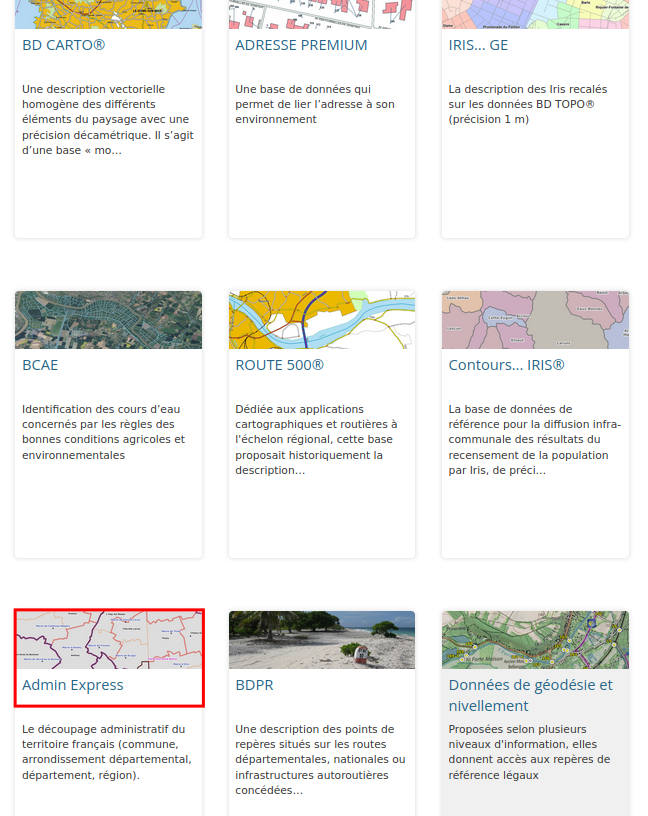 BD CARTO®
Une description vectorielle
homogène des différents
éléments du paysage avec une
précision décamétrique. Il s’agit
d’une base « mo...
ADRESSE PREMIUM
Une base de données qui
permet de lier l’adresse à son
environnement
IRIS... GE
La description des Iris recalés
sur les données BD TOPO®
(précision 1 m)
BCAE
Identification des cours d’eau
concernés par les règles des
bonnes conditions agricoles et
environnementales
ROUTE 500®
Dédiée aux applications
cartographiques et routières à
l'échelon régional, cette base
proposait historiquement la
description...
Contours... IRIS®
La base de données de
référence pour la diffusion infra-
communale des résultats du
recensement de la population
par Iris, de préci...
Admin Express
Le découpage administratif du
territoire français (commune,
arrondissement départemental,
département, région).
BDPR
Une description des points de
repères situés sur les routes
départementales, nationales ou
infrastructures autoroutières
concédées...
Données de géodésie et
nivellement
Proposées selon plusieurs
niveaux d'information, elles
donnent accès aux repères de
référence légaux